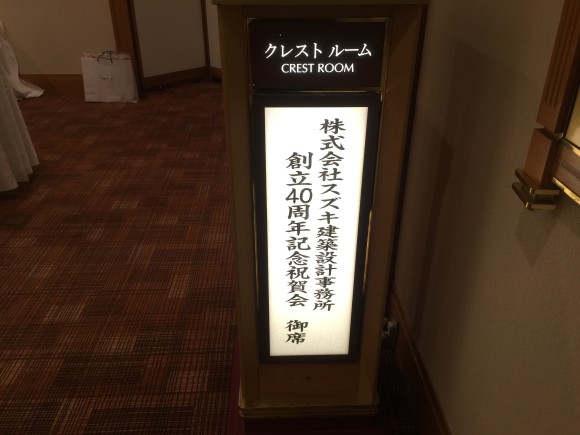 クレスト ルーム
CREST ROOM
株式会社スズキ建築設計事務所
創立40周年記念祝賀会 御席